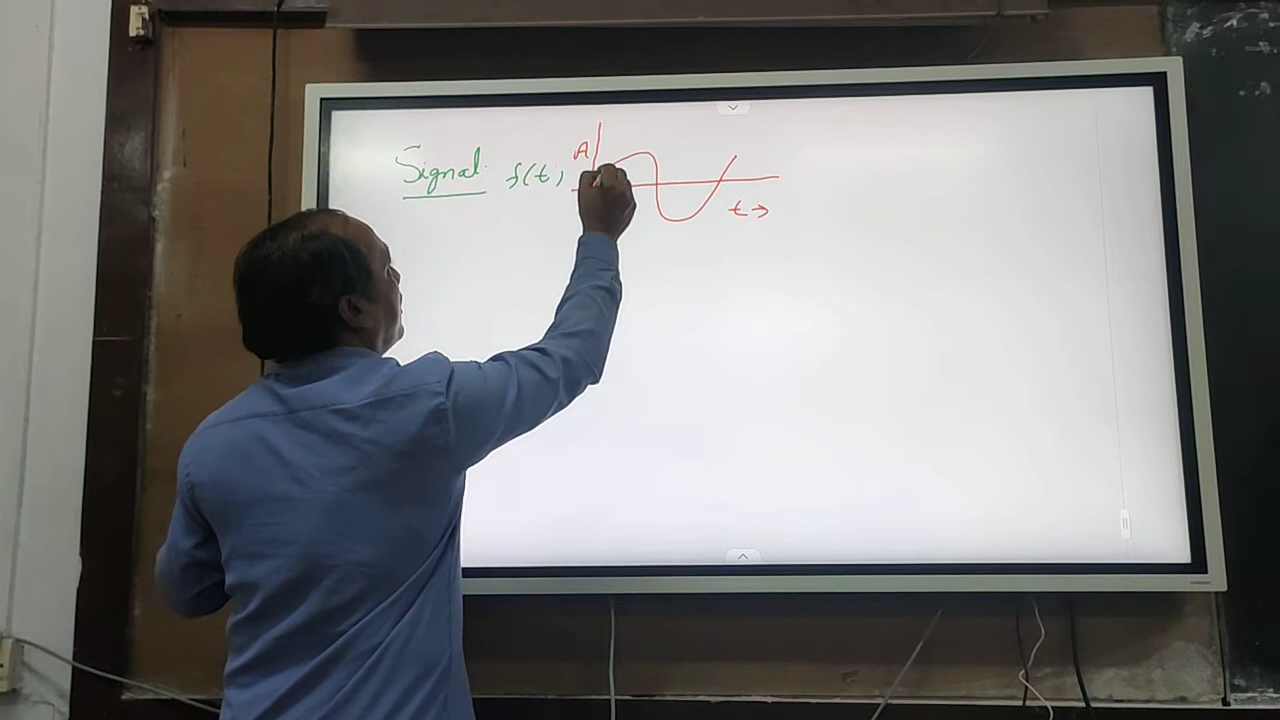 Signal: f(t);
A
t →